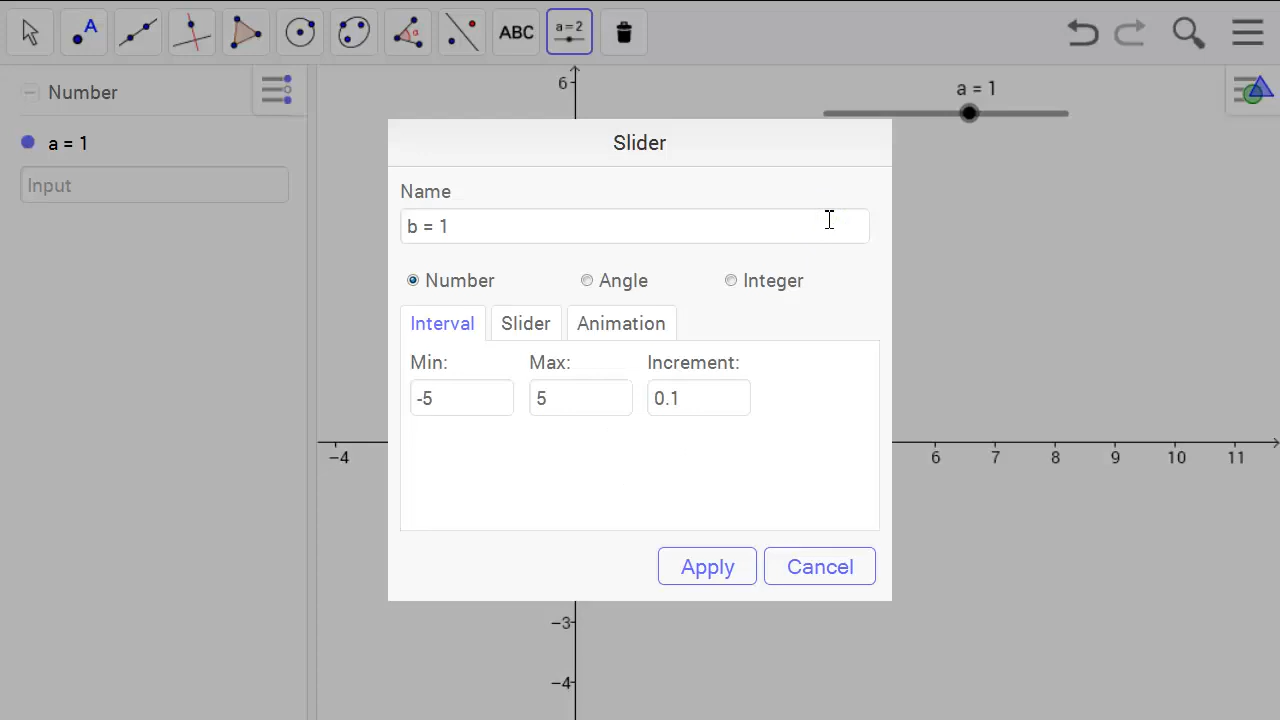 A
α
ABC
a=2
Number
a = 1
Input
6
a = 1
Slider
Name
b = 1
Number
Angle
Integer
Interval
Slider
Animation
Min:
Max:
Increment:
-5
5
0.1
−4
6
7
8
9
10
11
Apply
Cancel
−3
−4